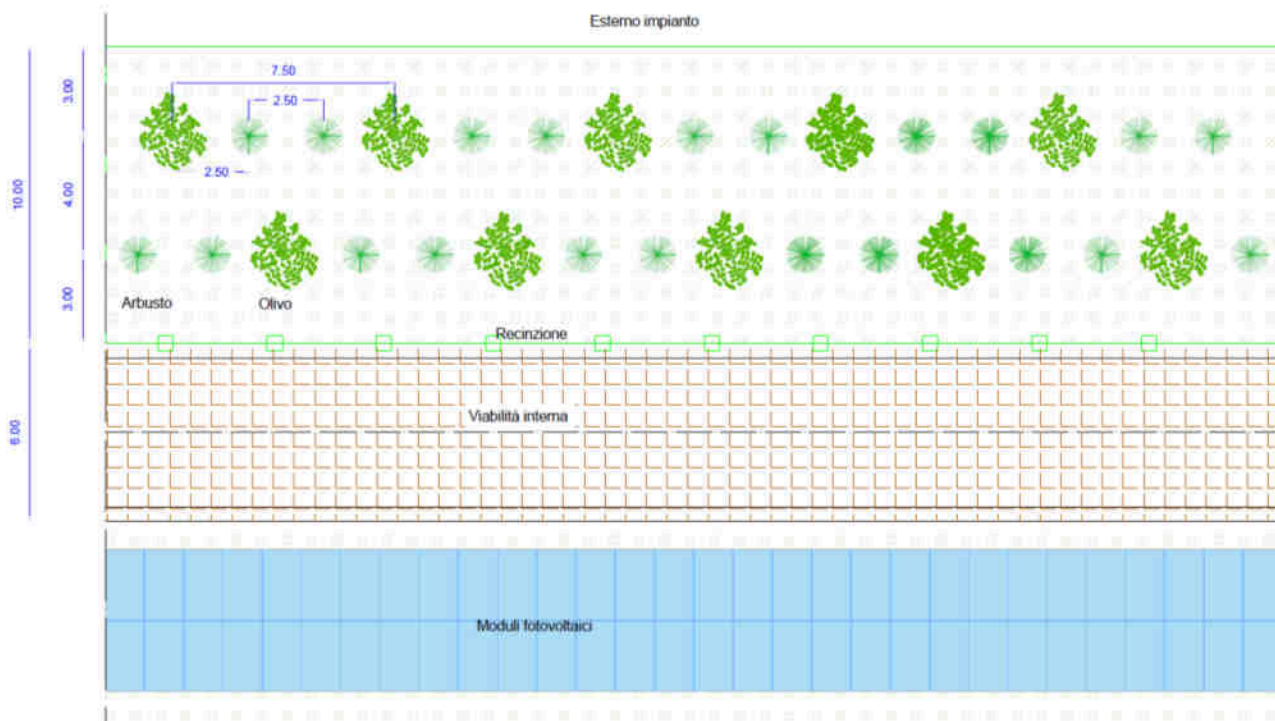 Esterno impianto
7.50
3.00
2.50
2.50
10.00
4.00
3.00
Arbusto
Olivo
Recinzione
Viabilità interna
6.00
Moduli fotovoltaici